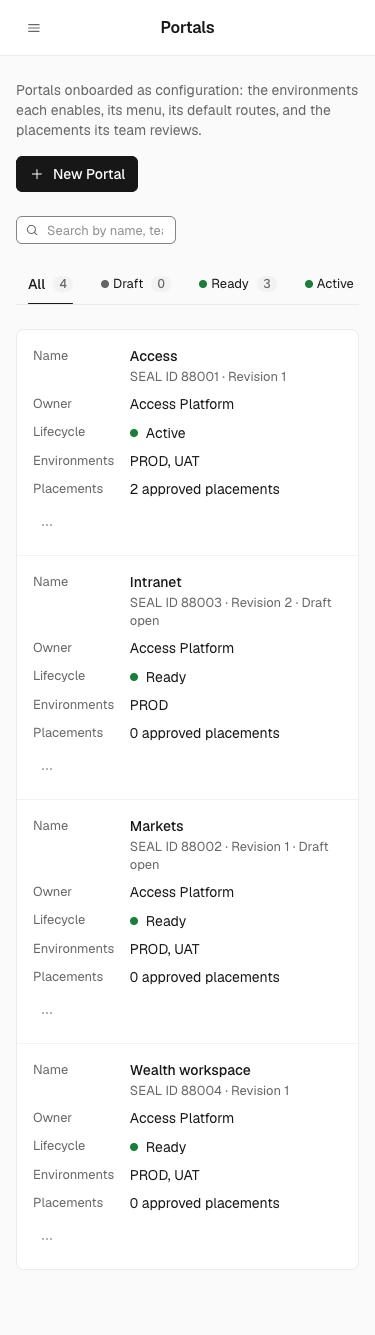 Portals
Portals onboarded as configuration: the environments
each enables, its menu, its default routes, and the
placements its team reviews.
+ New Portal
Search by name, tea
All 4 Draft 0 Ready 3 Active
Name Access
SEAL ID 88001 · Revision 1
Owner Access Platform
Lifecycle Active
Environments PROD, UAT
Placements 2 approved placements
...
Name Intranet
SEAL ID 88003 · Revision 2 · Draft
open
Owner Access Platform
Lifecycle Ready
Environments PROD
Placements 0 approved placements
...
Name Markets
SEAL ID 88002 · Revision 1 · Draft
open
Owner Access Platform
Lifecycle Ready
Environments PROD, UAT
Placements 0 approved placements
...
Name Wealth workspace
SEAL ID 88004 · Revision 1
Owner Access Platform
Lifecycle Ready
Environments PROD, UAT
Placements 0 approved placements
...